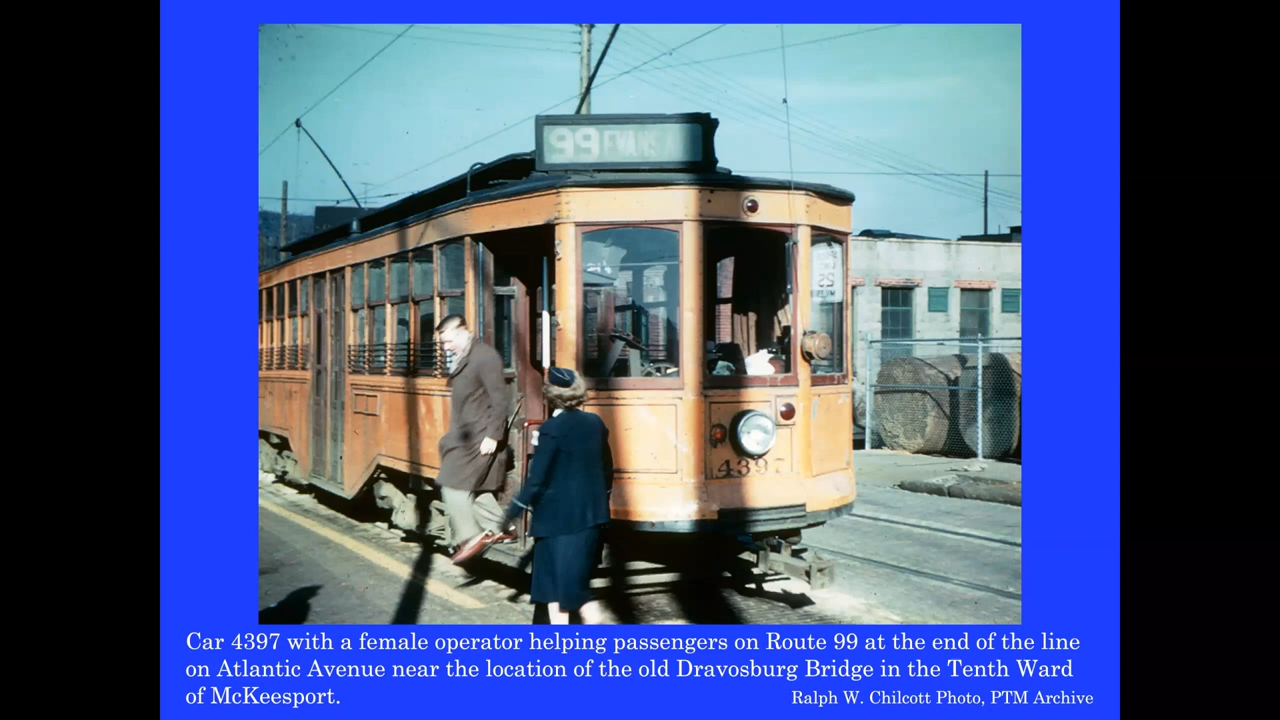 99 EVANS A
439
Car 4397 with a female operator helping passengers on Route 99 at the end of the line
on Atlantic Avenue near the location of the old Dravosburg Bridge in the Tenth Ward
of McKeesport.
Ralph W. Chilcott Photo, PTM Archive